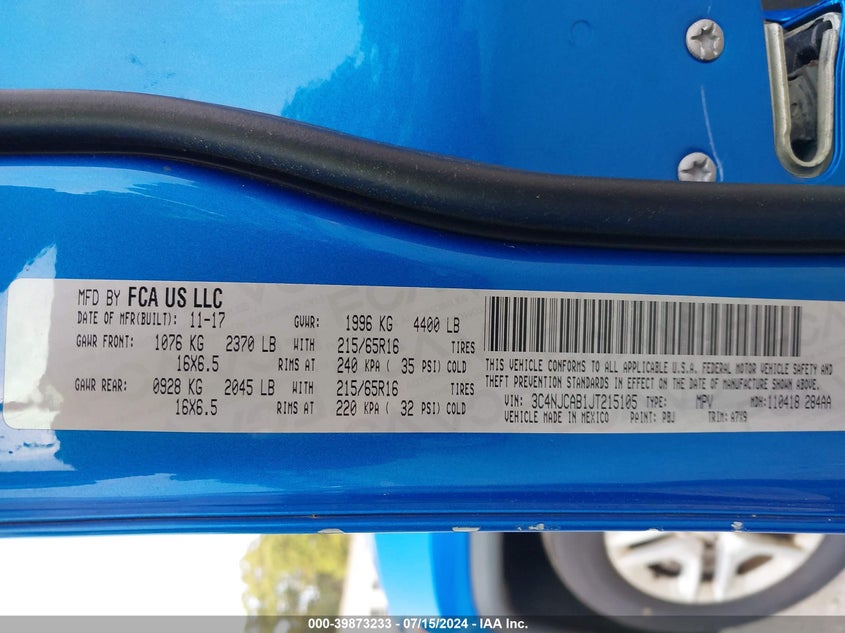 MFD BY FCA US LLC
DATE OF MFR(BUILT): 11-17 GVWR: 1996 KG 4400 LB
GAWR FRONT: 1076 KG 2370 LB WITH 215/65R16 TIRES
16X6.5 RIMS AT 240 KPA ( 35 PSI) COLD
GAWR REAR: 0928 KG 2045 LB WITH 215/65R16 TIRES
16X6.5 RIMS AT 220 KPA ( 32 PSI) COLD
THIS VEHICLE CONFORMS TO ALL APPLICABLE U.S.A. FEDERAL MOTOR VEHICLE SAFETY AND
THEFT PREVENTION STANDARDS IN EFFECT ON THE DATE OF MANUFACTURE SHOWN ABOVE.
VIN: 3C4NJCAB1JT215105 TYPE: MPV MDH:110418 284AA
VEHICLE MADE IN MEXICO PAINT: PBJ TRIM: A7X9
000-39873233 - 07/15/2024 - IAA Inc.